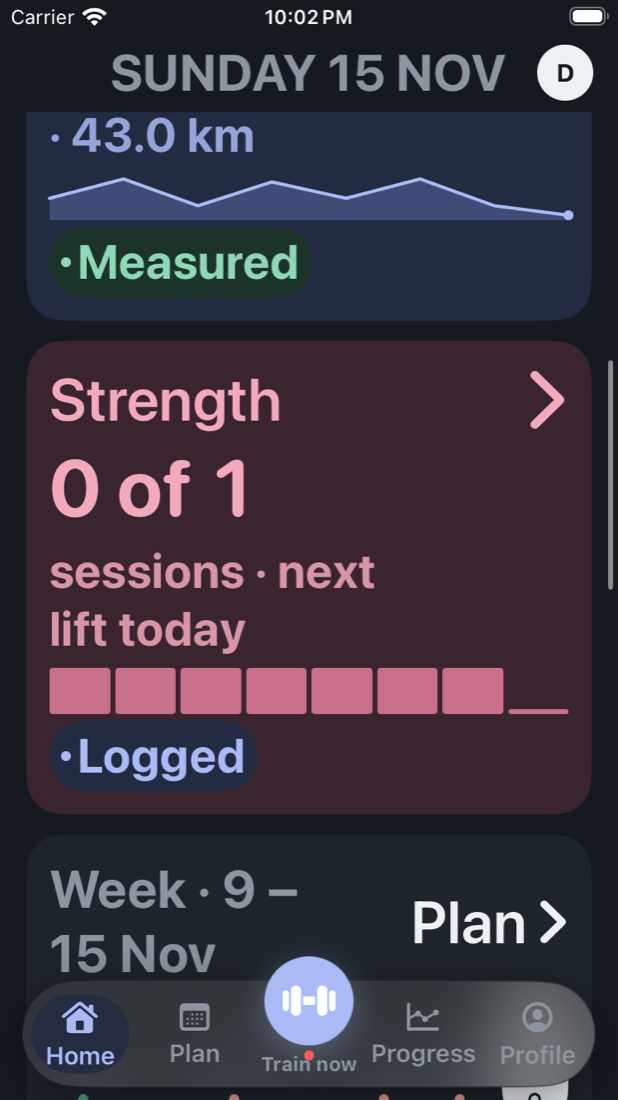 Carrier 10:02 PM
SUNDAY 15 NOV D
· 43.0 km
· Measured
Strength
0 of 1
sessions · next
lift today
· Logged
Week · 9 –
15 Nov
Plan
Home
Plan
Train now
Progress
Profile